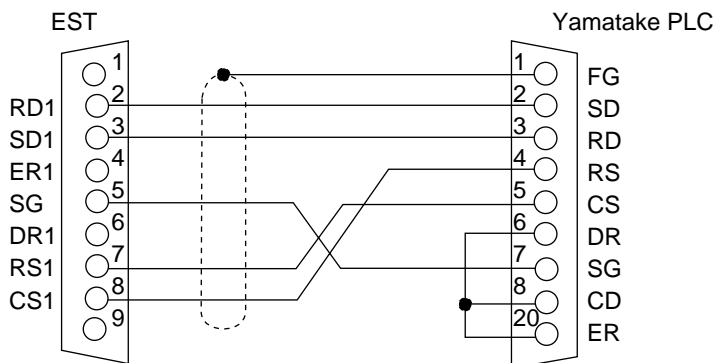 EST
Yamatake PLC
1
RD1 2
SD1 3
ER1 4
SG 5
DR1 6
RS1 7
CS1 8
9
1 FG
2 SD
3 RD
4 RS
5 CS
6 DR
7 SG
8 CD
20 ER